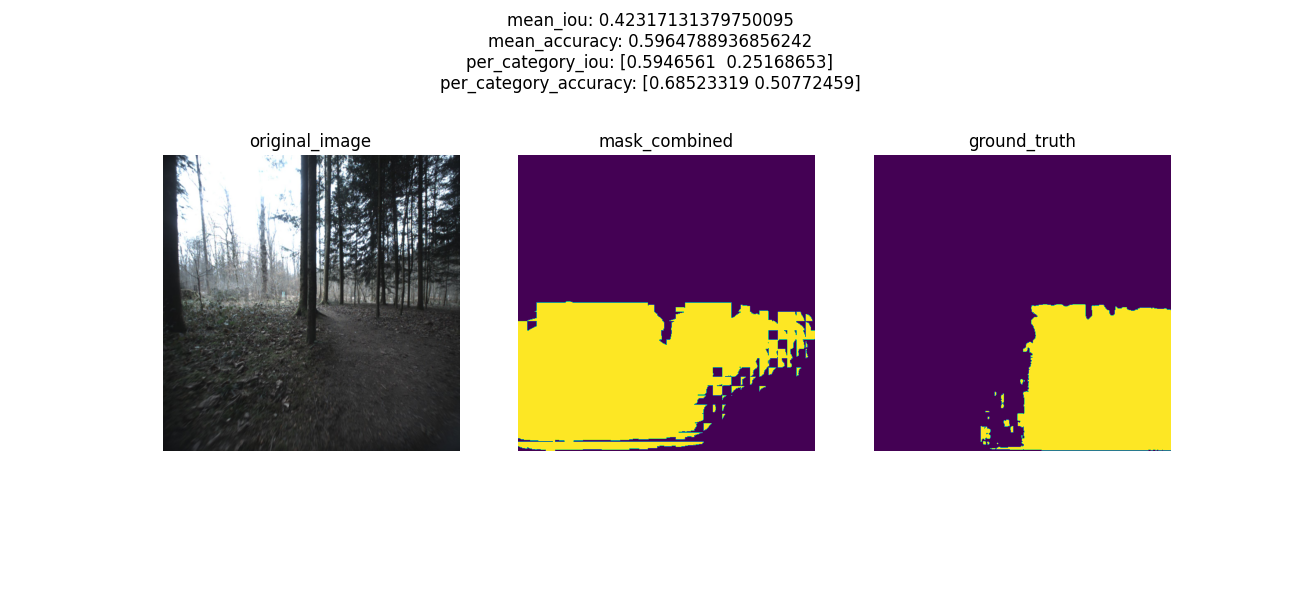 mean_iou: 0.42317131379750095
mean_accuracy: 0.5964788936856242
per_category_iou: [0.5946561  0.25168653]
per_category_accuracy: [0.68523319 0.50772459]
original_image
mask_combined
ground_truth